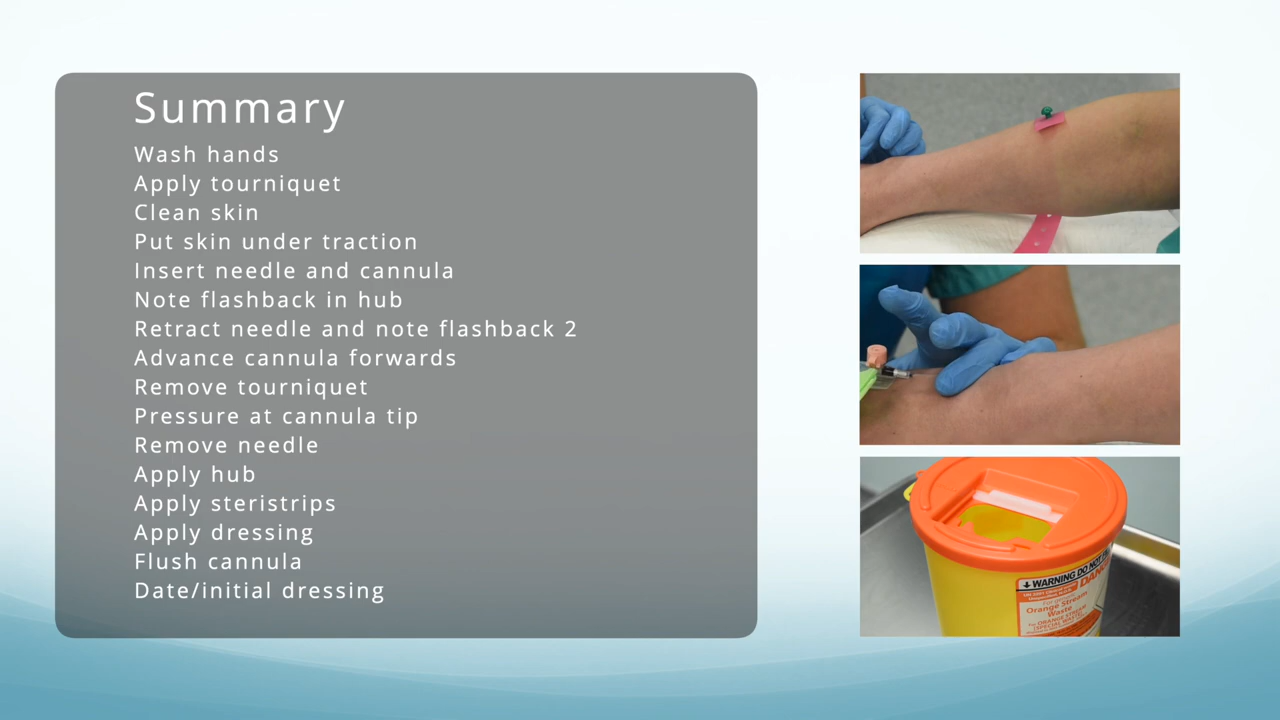 Summary
Wash hands
Apply tourniquet
Clean skin
Put skin under traction
Insert needle and cannula
Note flashback in hub
Retract needle and note flashback 2
Advance cannula forwards
Remove tourniquet
Pressure at cannula tip
Remove needle
Apply hub
Apply steristrips
Apply dressing
Flush cannula
Date/initial dressing
WARNING DO NOT
DANG
Orange Stream
Waste